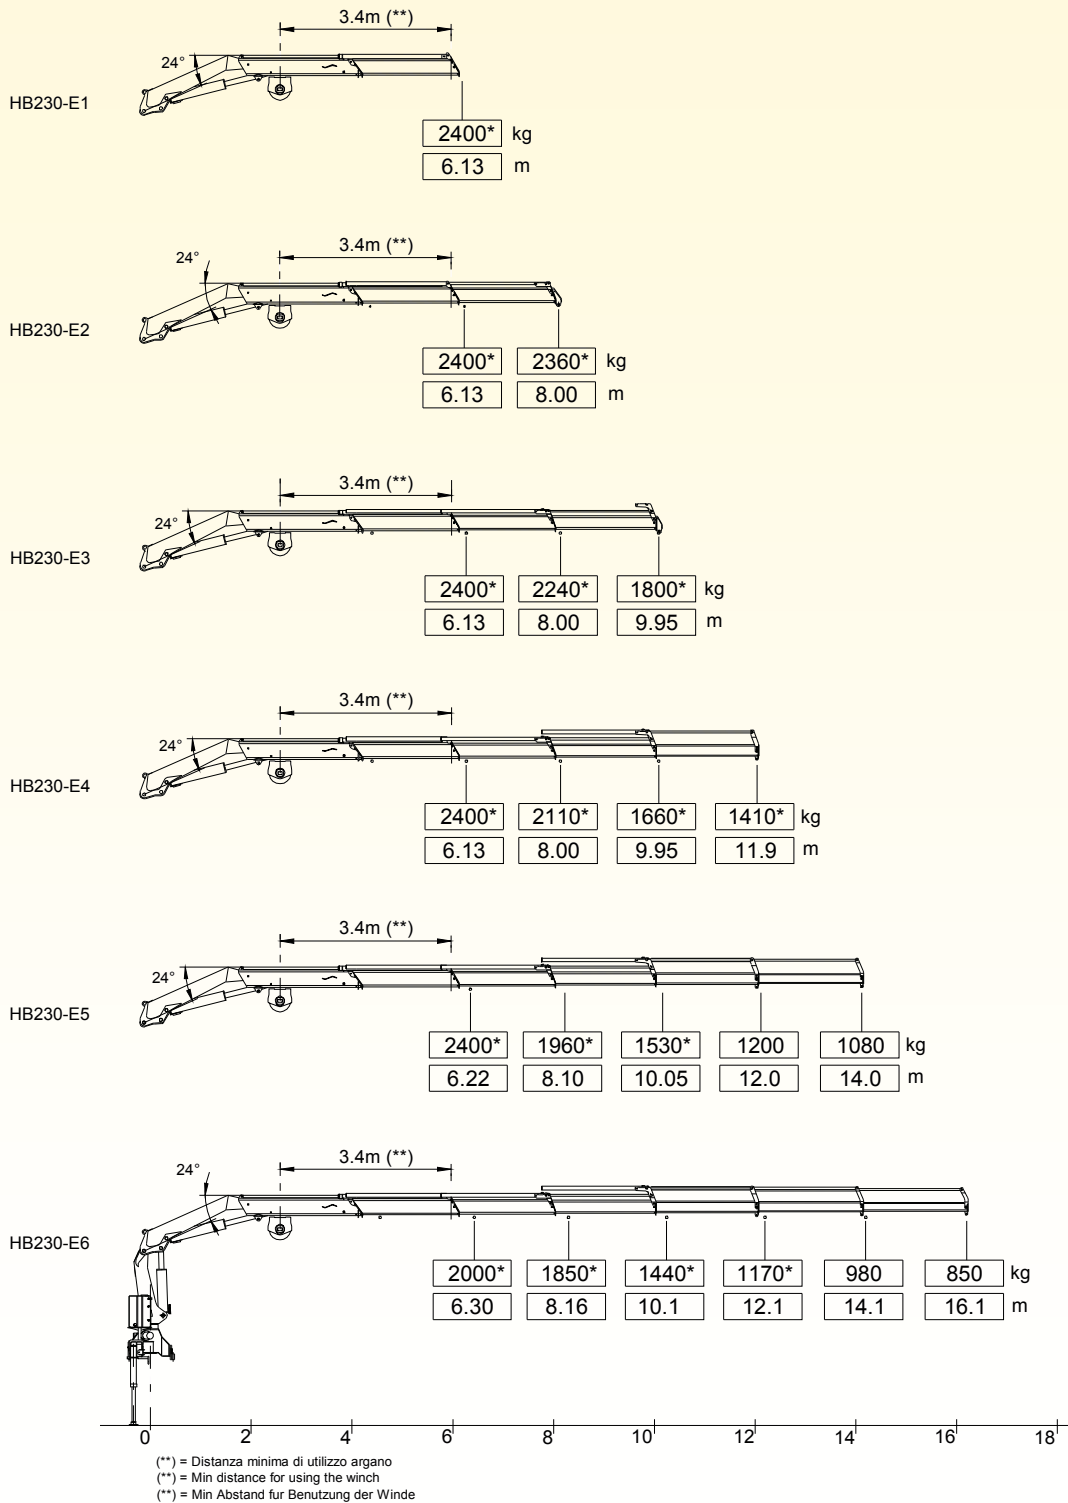 3.4m (**)
24°
HB230-E1
2400* kg
6.13 m
3.4m (**)
24°
HB230-E2
2400* 2360* kg
6.13 8.00 m
3.4m (**)
24°
HB230-E3
2400* 2240* 1800* kg
6.13 8.00 9.95 m
3.4m (**)
24°
HB230-E4
2400* 2110* 1660* 1410* kg
6.13 8.00 9.95 11.9 m
3.4m (**)
24°
HB230-E5
2400* 1960* 1530* 1200 1080 kg
6.22 8.10 10.05 12.0 14.0 m
3.4m (**)
24°
HB230-E6
2000* 1850* 1440* 1170* 980 850 kg
6.30 8.16 10.1 12.1 14.1 16.1 m
0 2 4 6 8 10 12 14 16 18
(**) = Distanza minima di utilizzo argano
(**) = Min distance for using the winch
(**) = Min Abstand fur Benutzung der Winde